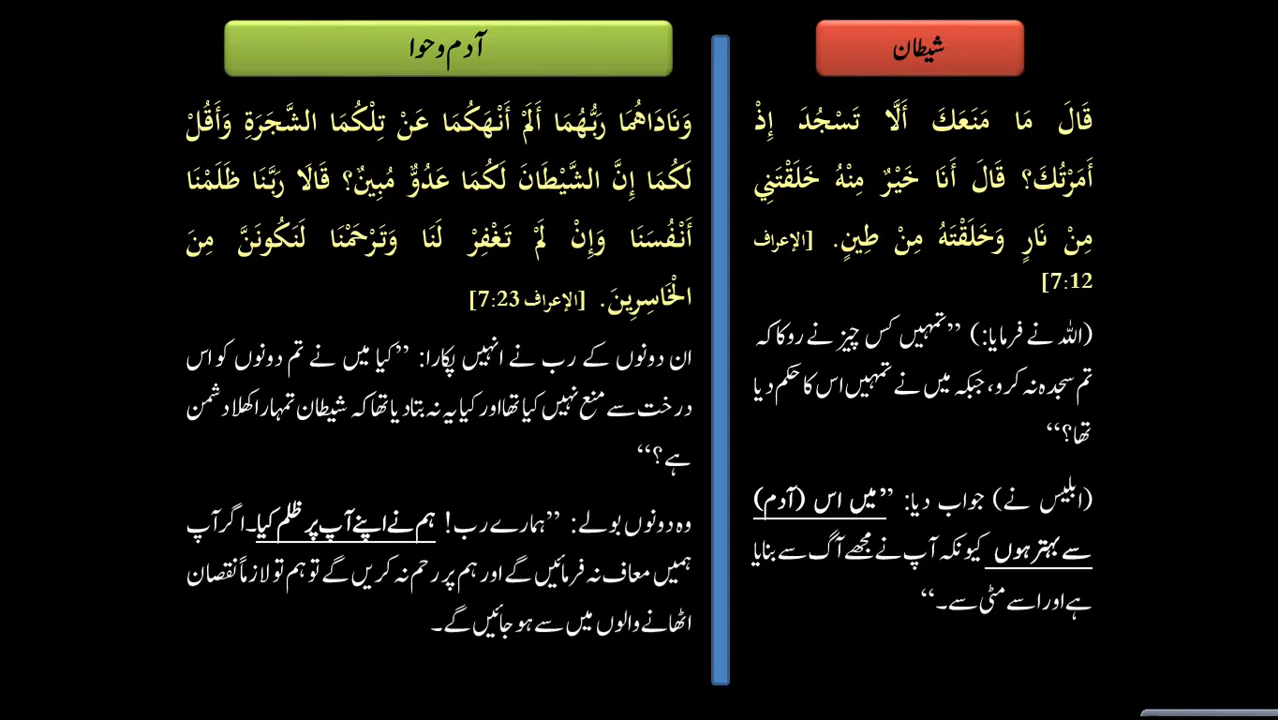 شیطان
قَالَ مَا مَنَعَكَ أَلَّا تَسْجُدَ إِذْ
أَمَرْتُكَ؟ قَالَ أَنَا خَيْرٌ مِنْهُ خَلَقْتَنِي
مِنْ نَارٍ وَخَلَقْتَهُ مِنْ طِينٍ. [الإعراف
7:12]
(اللہ نے فرمایا:) ”تمہیں کس چیز نے روکا کہ
تم سجدہ نہ کرو، جبکہ میں نے تمہیں اس کا حکم دیا
تھا؟“
(ابلیس نے) جواب دیا: ”میں اس (آدم)
سے بہتر ہوں کیونکہ آپ نے مجھے آگ سے بنایا
ہے اور اسے مٹی سے۔“
آدم و حوا
وَنَادَاهُمَا رَبُّهُمَا أَلَمْ أَنْهَكُمَا عَنْ تِلْكُمَا الشَّجَرَةِ وَأَقُلْ
لَكُمَا إِنَّ الشَّيْطَانَ لَكُمَا عَدُوٌّ مُبِينٌ؟ قَالَا رَبَّنَا ظَلَمْنَا
أَنْفُسَنَا وَإِنْ لَمْ تَغْفِرْ لَنَا وَتَرْحَمْنَا لَنَكُونَنَّ مِنَ
الْخَاسِرِينَ. [الإعراف 7:23]
ان دونوں کے رب نے انہیں پکارا: ”کیا میں نے تم دونوں کو اس
درخت سے منع نہیں کیا تھا اور کیا یہ نہ بتا دیا تھا کہ شیطان تمہارا کھلا دشمن
ہے؟“
وہ دونوں بولے: ”ہمارے رب! ہم نے اپنے آپ پر ظلم کیا۔ اگر آپ
ہمیں معاف نہ فرمائیں گے اور ہم پر رحم نہ کریں گے تو ہم تو لازماً نقصان
اٹھانے والوں میں سے ہو جائیں گے۔